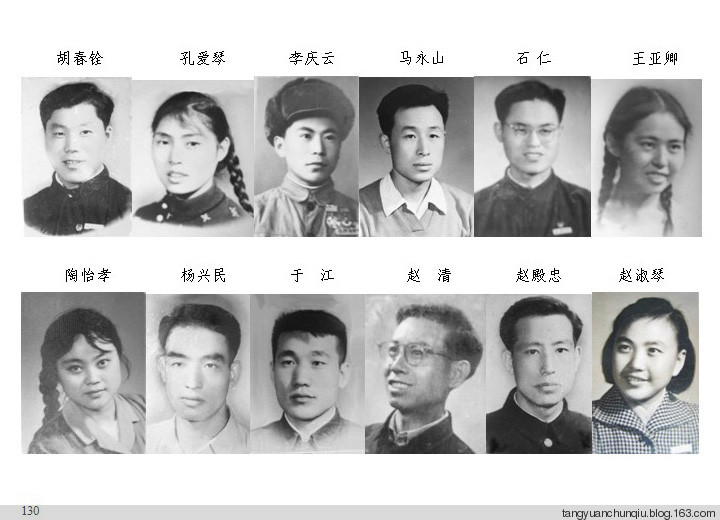 胡春铨 孔爱琴 李庆云 马永山 石 仁 王亚卿
陶怡孝 杨兴民 于 江 赵 清 赵殿忠 赵淑琴
130
tangyuanchunqiu.blog.163.com